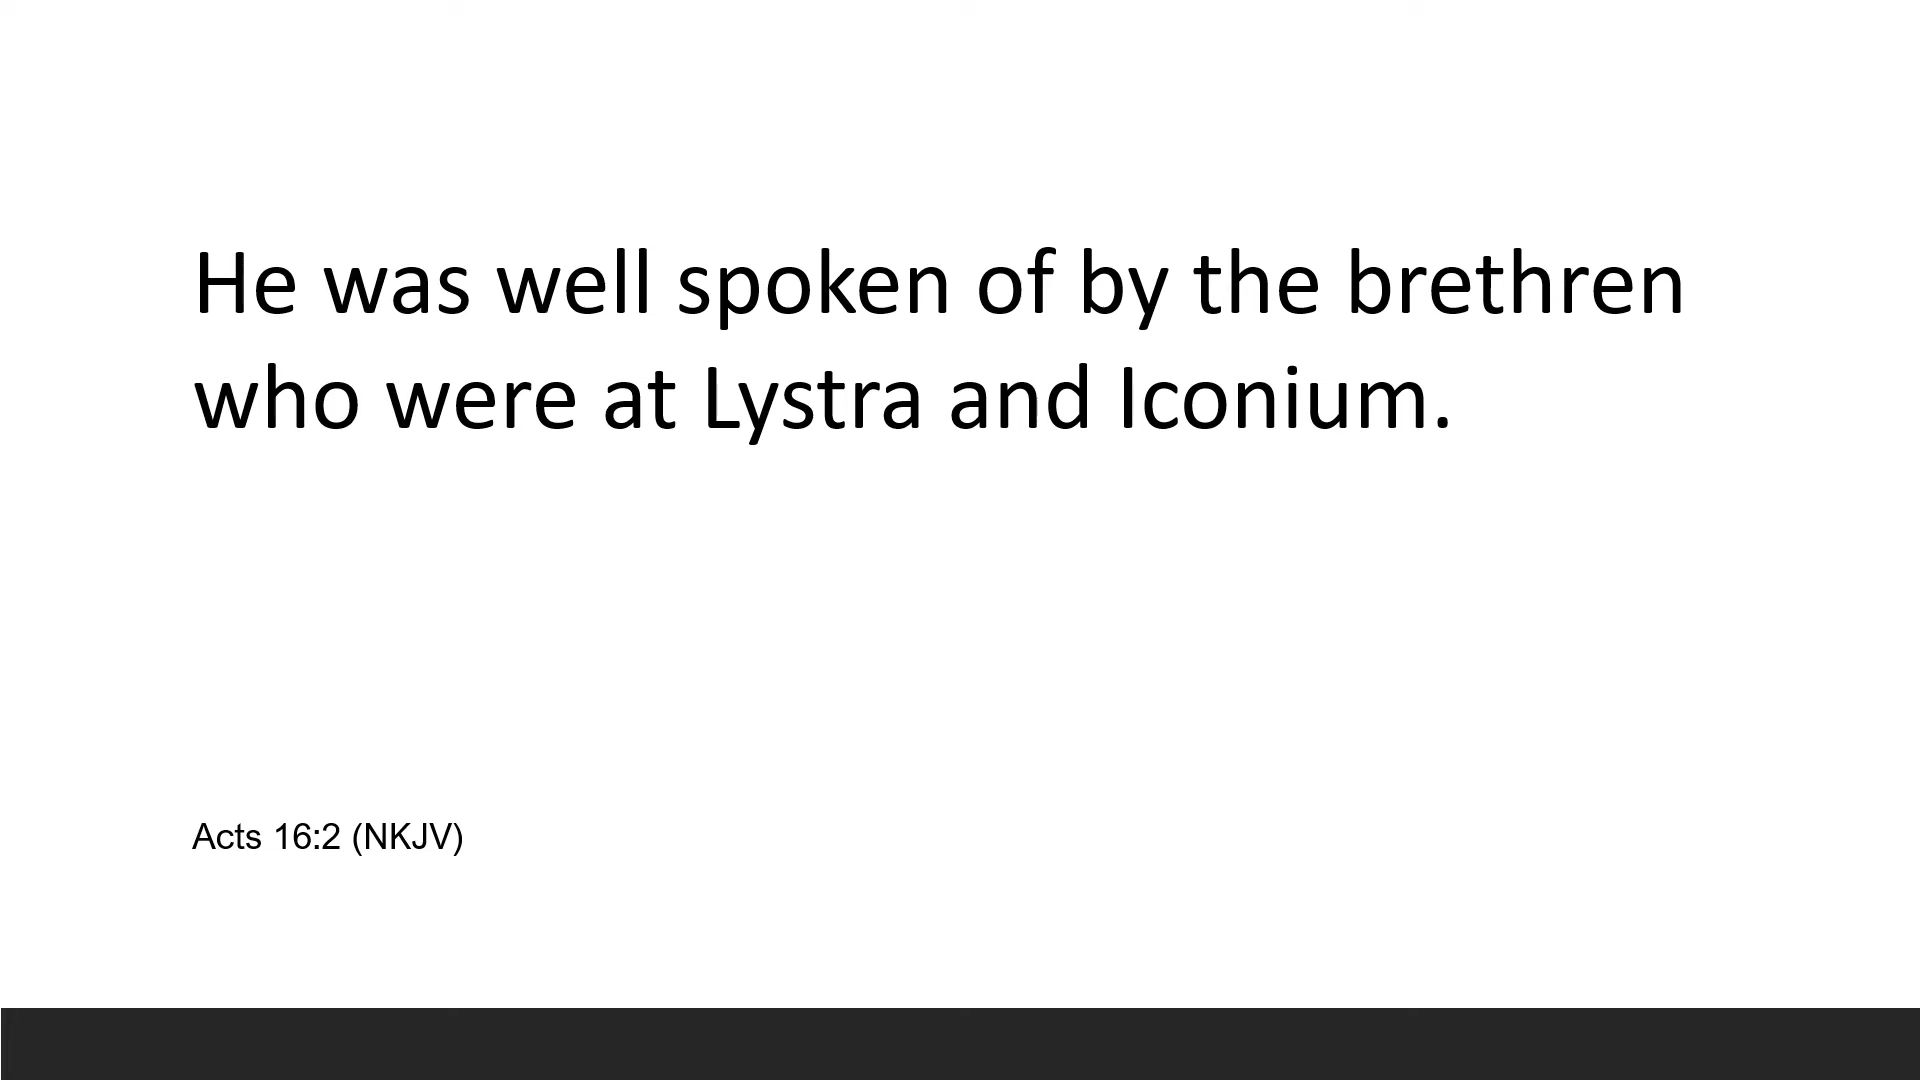 He was well spoken of by the brethren
who were at Lystra and Iconium.
Acts 16:2 (NKJV)